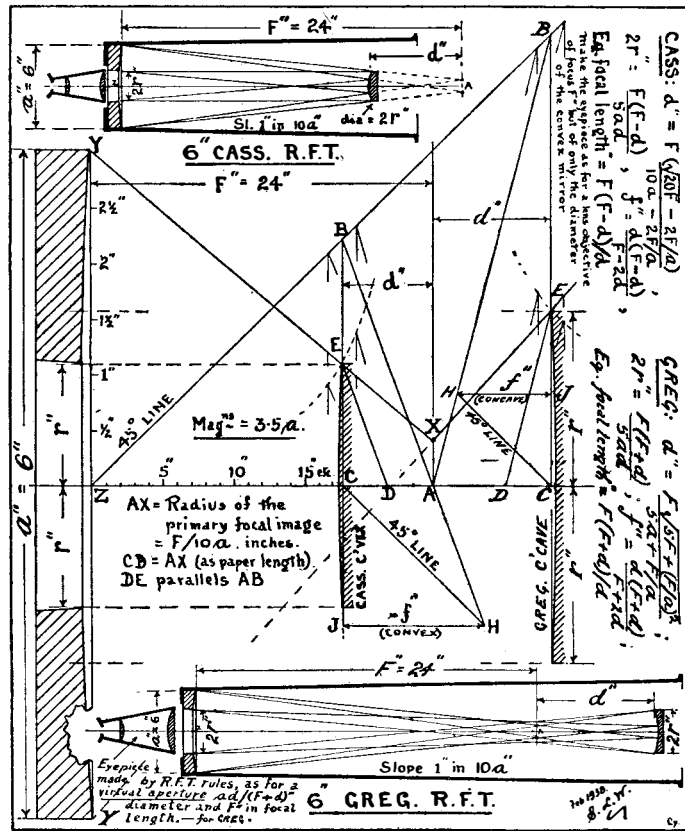 F" = 24"
d"
a" = 6"
2r"
A
Sl. 1" in 10a"
dia = 2r"
6" CASS. R.F.T.
F" = 24"
CASS: d" = F(√20F - 2F/a) / 10a - 2F/a ,
2r" = F(F-d) / 5ad , f" = d(F-d) / F-2d ,
Eq. focal length" = F(F-d)/d
Make the eyepiece as for a lens objective
of focus F" but of only the diameter
of the convex mirror
GREG: d" = F√5F + (F/a)² / 5a + F/a ;
2r" = F(F+d) / 5ad ; f" = d(F+d) / F+2d
Eq. focal length" = F(F+d)/d
Y
2½"
2"
1½"
1"
½"
B
B
d"
d"
E
E
a" = 6"
r"
r"
45° LINE
Magns = 3·5a.
H
f"
(CONCAVE)
45° LINE
X
J
r"
r"
Z
5"
10"
15" etc.
C
D
A
D
C
AX = Radius of the
primary focal image
= F/10a inches.
CD = AX (as paper length)
DE parallels AB
CASS. C'VEX
45° LINE
GREG. C'CAVE
J
f"
(CONVEX)
H
F" = 24"
d"
a" = 6"
2r"
2r"
Slope 1" in 10a"
Eyepiece
made by R.F.T. rules, as for a
virtual aperture ad/(F+d)"
diameter and F" in focal
length. — for GREG.
Y
6" GREG. R.F.T.
Feb 1938.